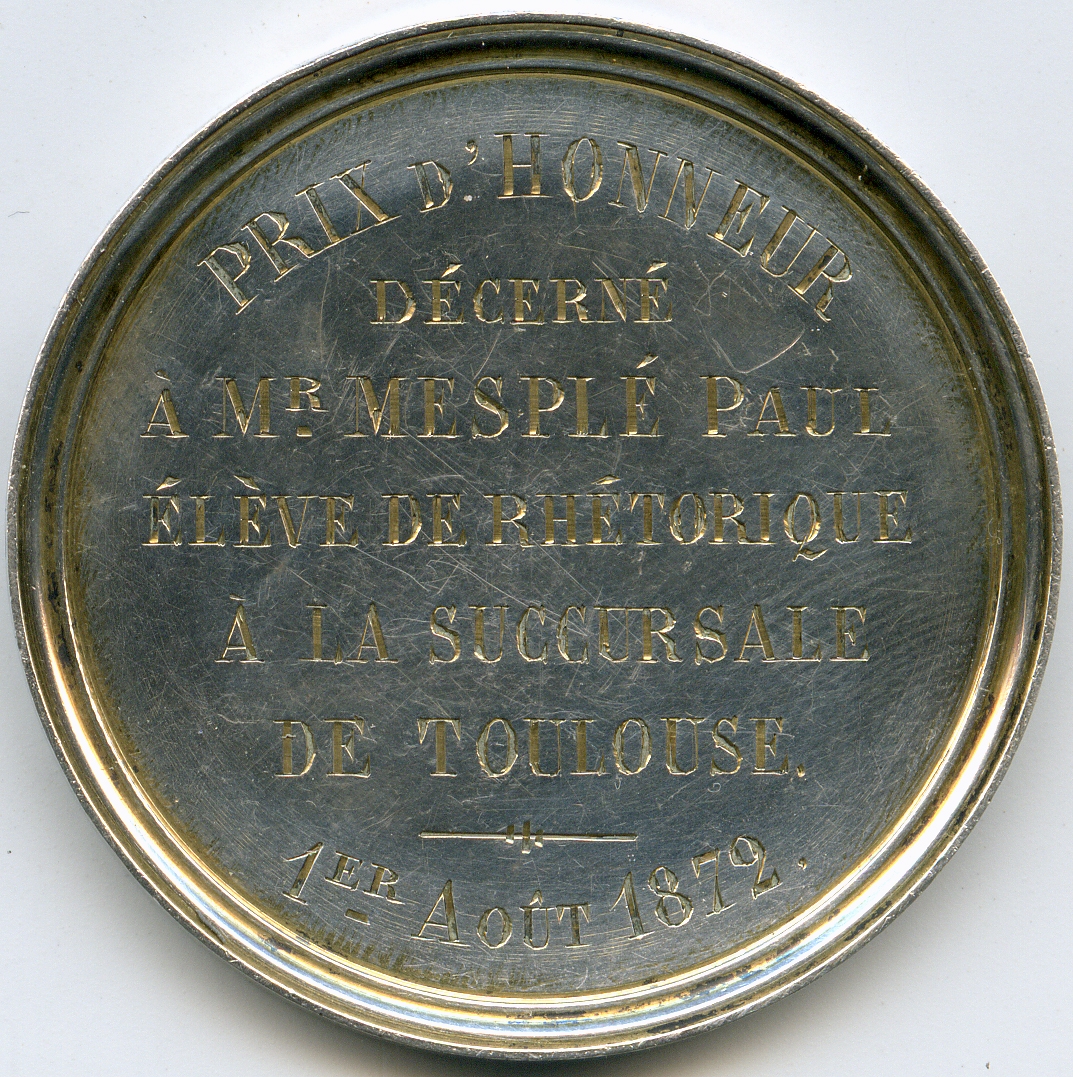 PRIX D'HONNEUR
DÉCERNÉ
À MR. MESPLÉ PAUL
ÉLÈVE DE RHÉTORIQUE
À LA SUCCURSALE
DE TOULOUSE.
1ER AOÛT 1872.